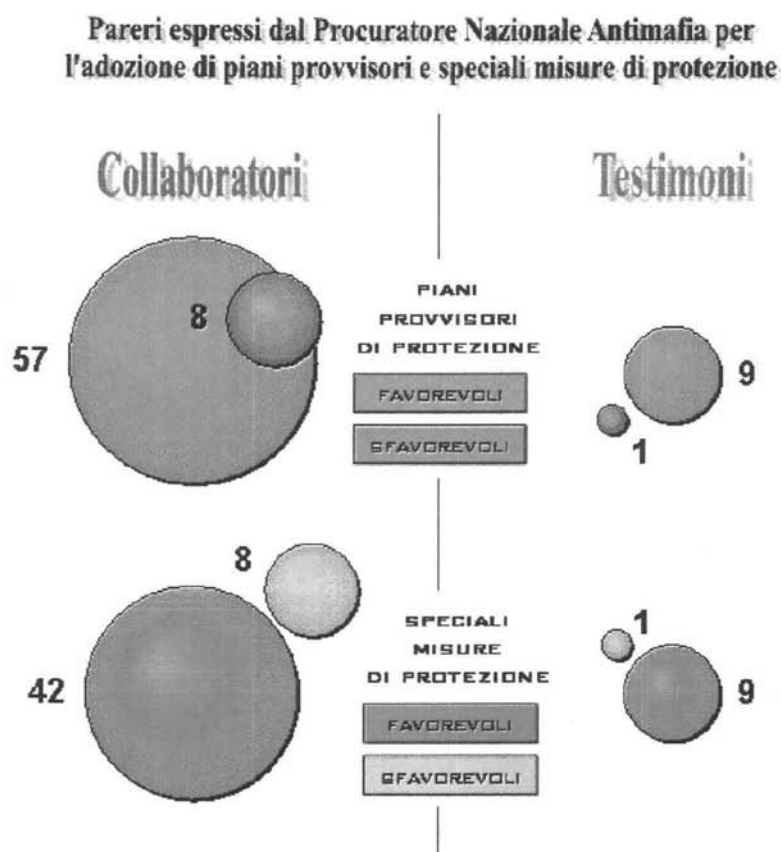 Pareri espressi dal Procuratore Nazionale Antimafia per
l'adozione di piani provvisori e speciali misure di protezione
Collaboratori
Testimoni
57
8
PIANI
PROVVISORI
DI PROTEZIONE
FAVOREVOLI
SFAVOREVOLI
9
1
8
42
SPECIALI
MISURE
DI PROTEZIONE
FAVOREVOLI
SFAVOREVOLI
1
9